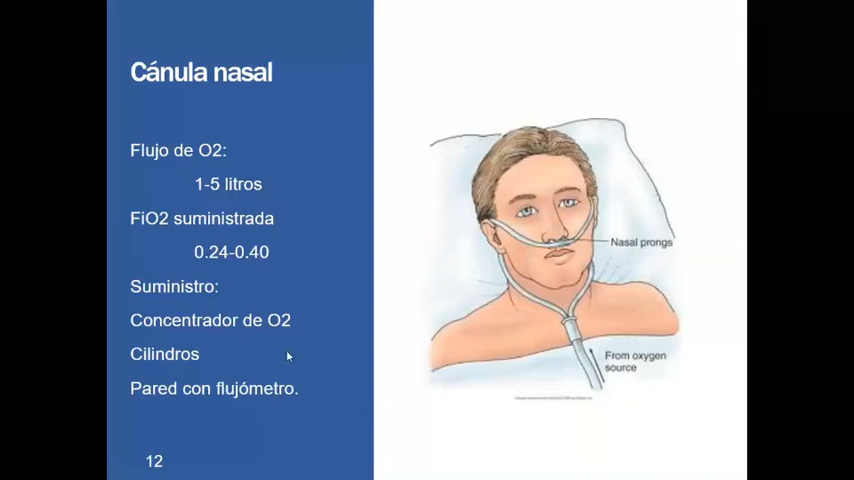 Cánula nasal
Flujo de O2:
1-5 litros
FiO2 suministrada
0.24-0.40
Suministro:
Concentrador de O2
Cilindros
Pared con flujómetro.
12
Nasal prongs
From oxygen
source